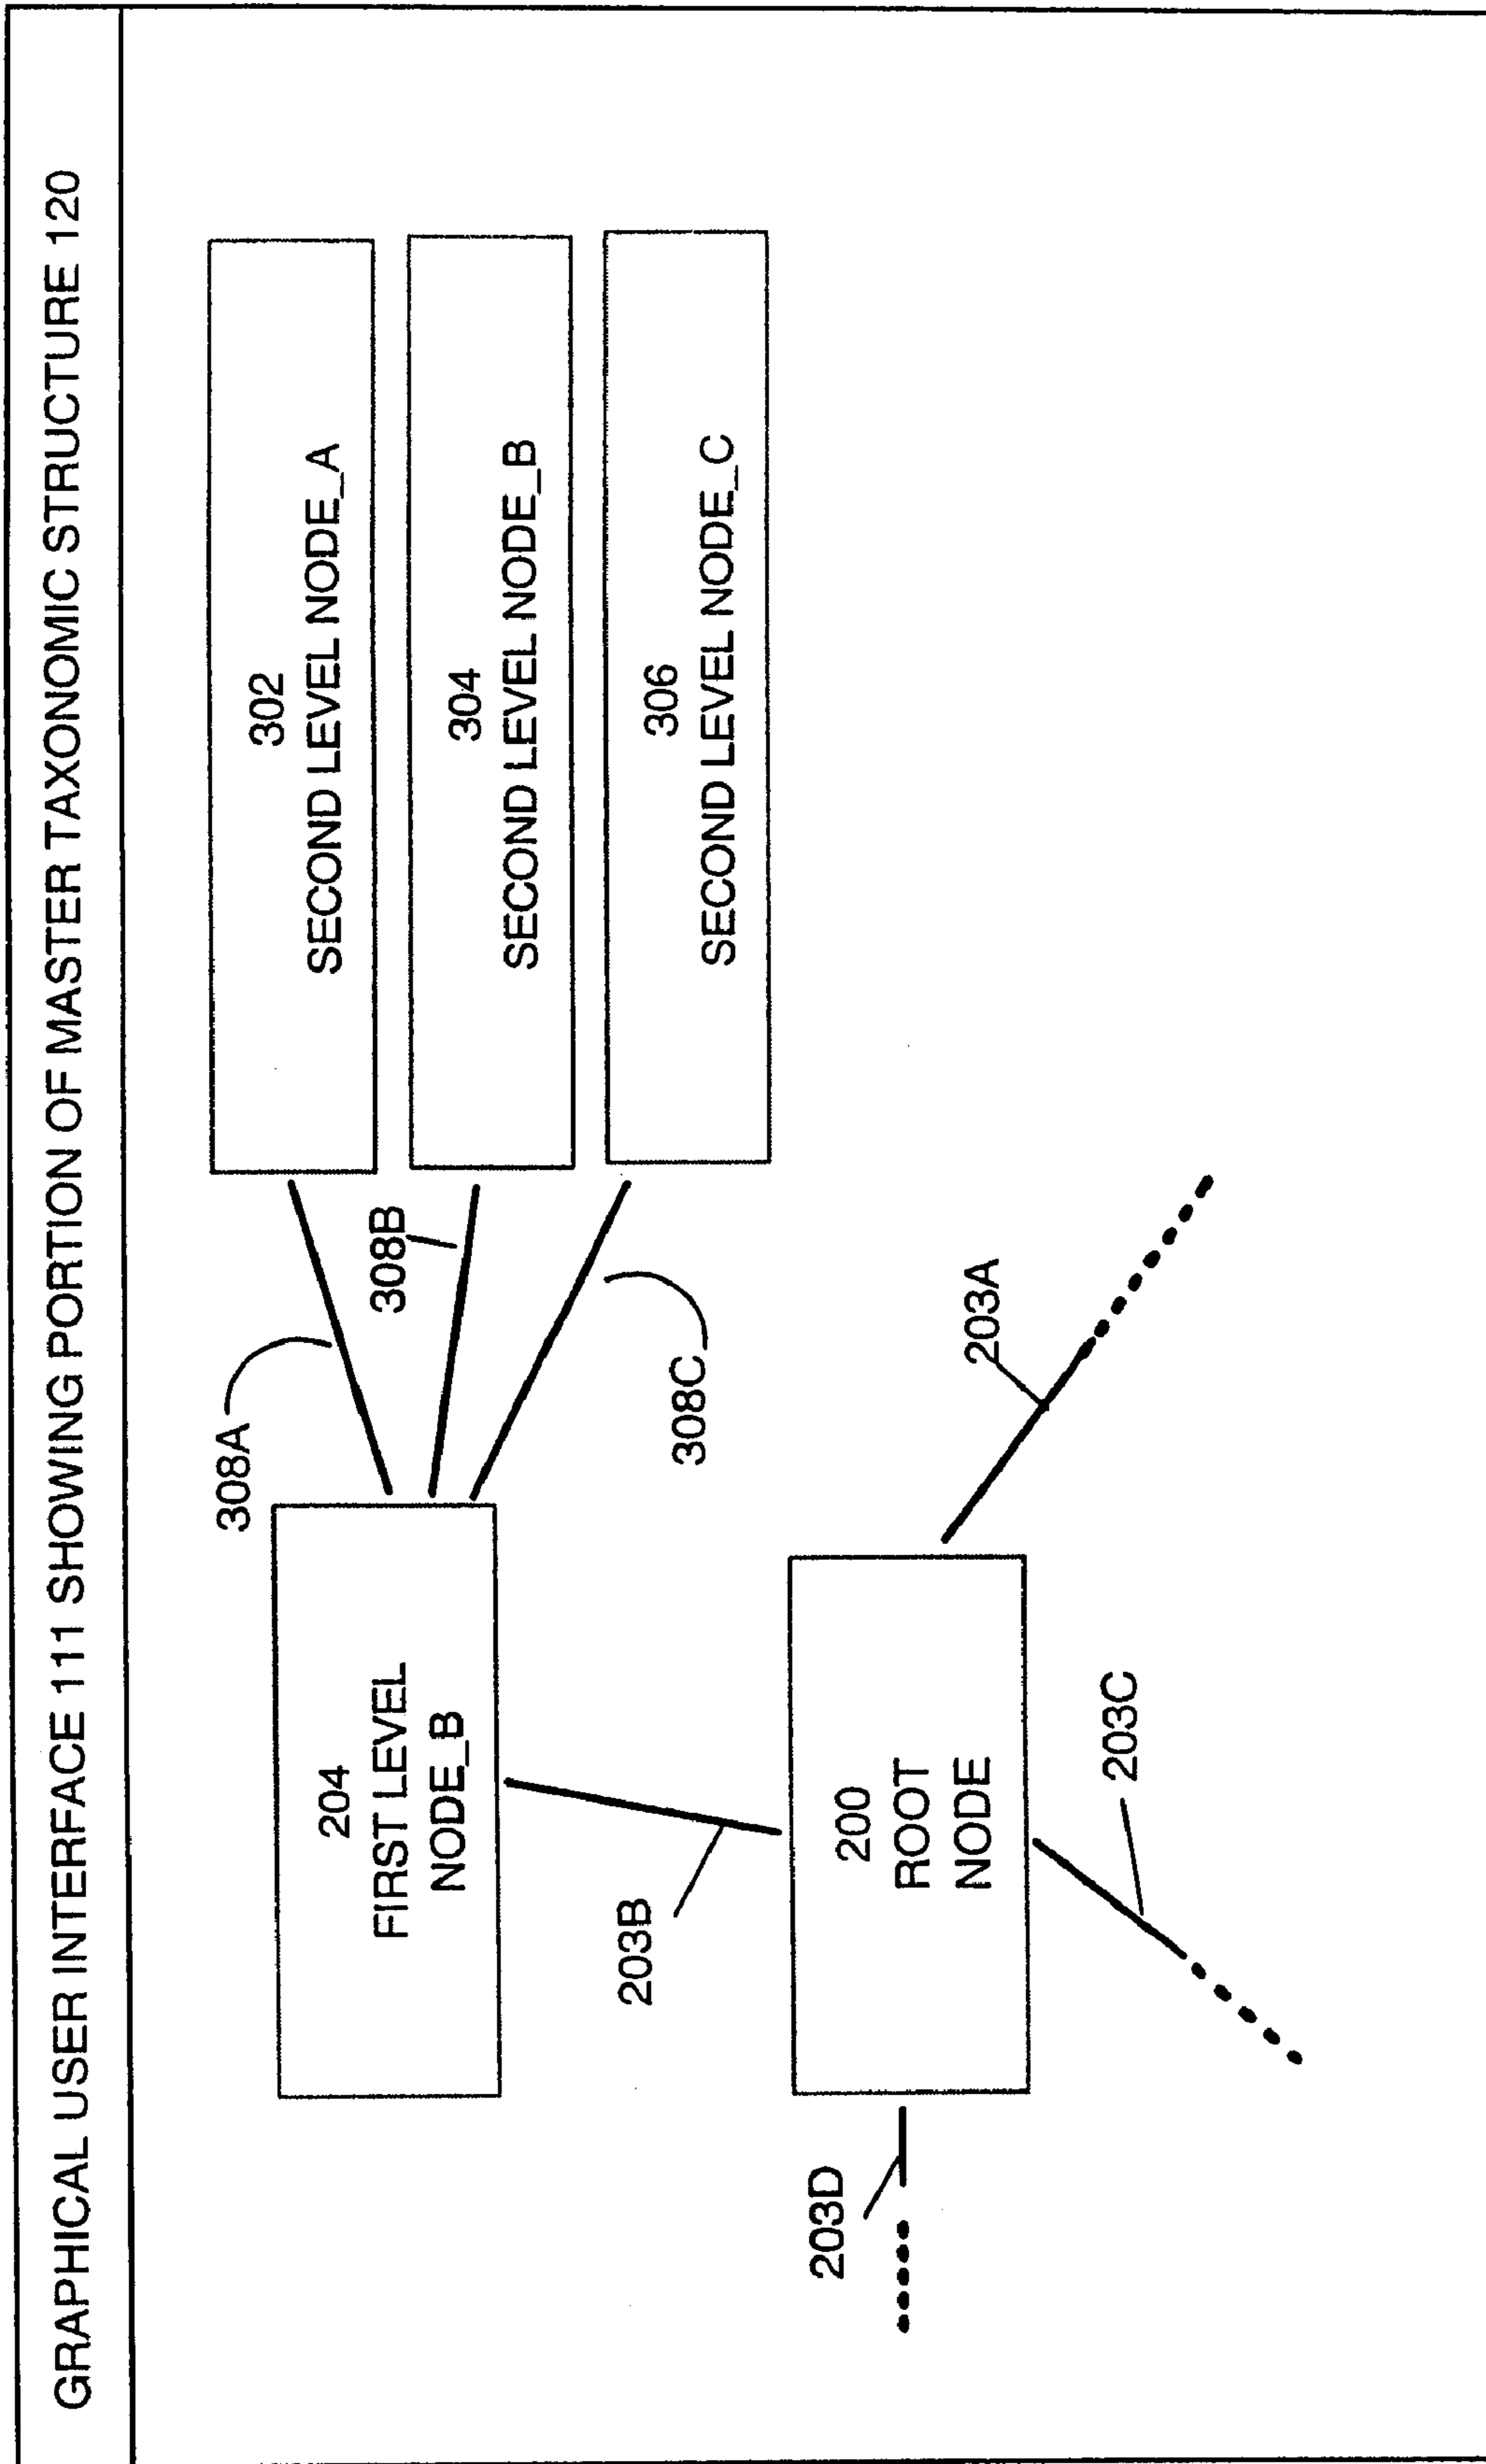 GRAPHICAL USER INTERFACE 111 SHOWING PORTION OF MASTER TAXONOMIC STRUCTURE 120
302
SECOND LEVEL NODE_A
304
SECOND LEVEL NODE_B
306
SECOND LEVEL NODE_C
308A
308B
308C
204
FIRST LEVEL
NODE_B
203B
200
ROOT
NODE
203A
203D
203C